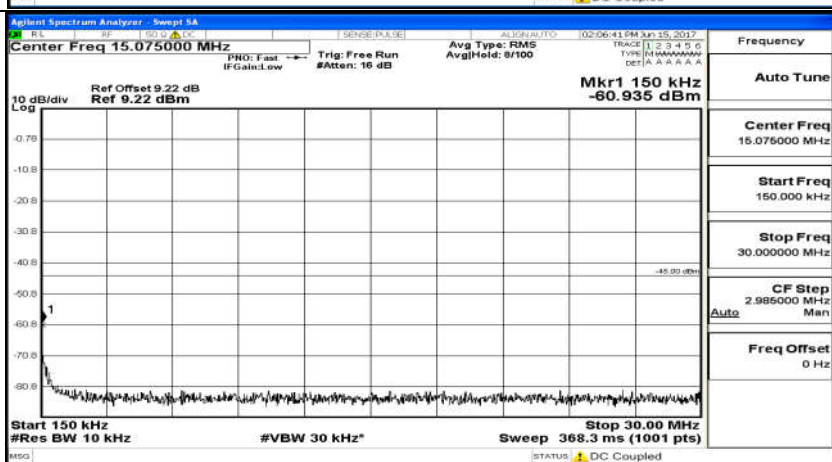 DC Coupled
Agilent Spectrum Analyzer - Swept SA
RL RF 50 Ω DC SENSE:PULSE ALIGNAUTO 02:06:41 PM Jun 15, 2017
Center Freq 15.075000 MHz
PNO: Fast
IFGain:Low
Trig: Free Run
#Atten: 16 dB
Avg Type: RMS
Avg|Hold: 8/100
TRACE 1 2 3 4 5 6
TYPE
DET A A A A A A
Frequency
Auto Tune
Center Freq
15.075000 MHz
Start Freq
150.000 kHz
Stop Freq
30.000000 MHz
CF Step
2.985000 MHz
Auto Man
Freq Offset
0 Hz
Mkr1 150 kHz
-60.935 dBm
Ref Offset 9.22 dB
10 dB/div Ref 9.22 dBm
Log
-0.78
-10.8
-20.8
-30.8
-40.8
-45.00 dBm
-50.8
1
-60.8
-70.8
-80.8
Start 150 kHz Stop 30.00 MHz
#Res BW 10 kHz #VBW 30 kHz* Sweep 368.3 ms (1001 pts)
MSG STATUS DC Coupled